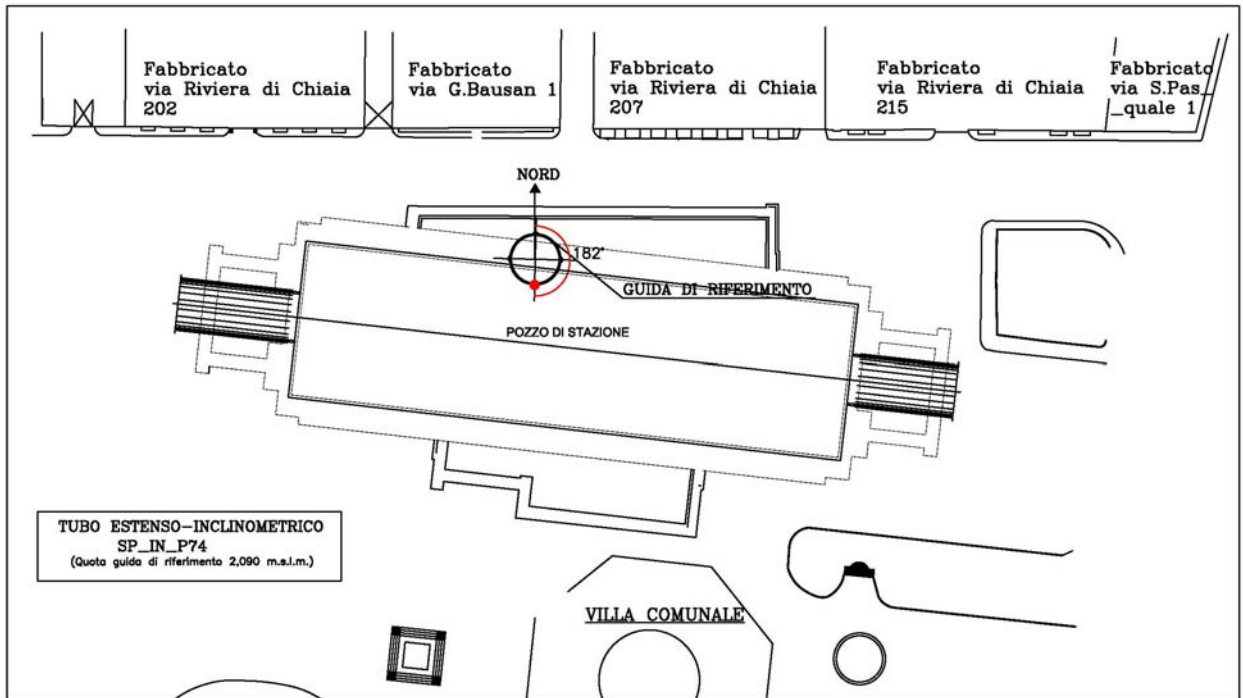 Fabbricato
via Riviera di Chiaia
202
Fabbricato
via G.Bausan 1
Fabbricato
via Riviera di Chiaia
207
Fabbricato
via Riviera di Chiaia
215
Fabbricato
via S.Pas_
_quale 1
NORD
182°
GUIDA DI RIFERIMENTO
POZZO DI STAZIONE
TUBO ESTENSO-INCLINOMETRICO
SP_IN_P74
(Quota guida di riferimento 2,090 m.s.l.m.)
VILLA COMUNALE